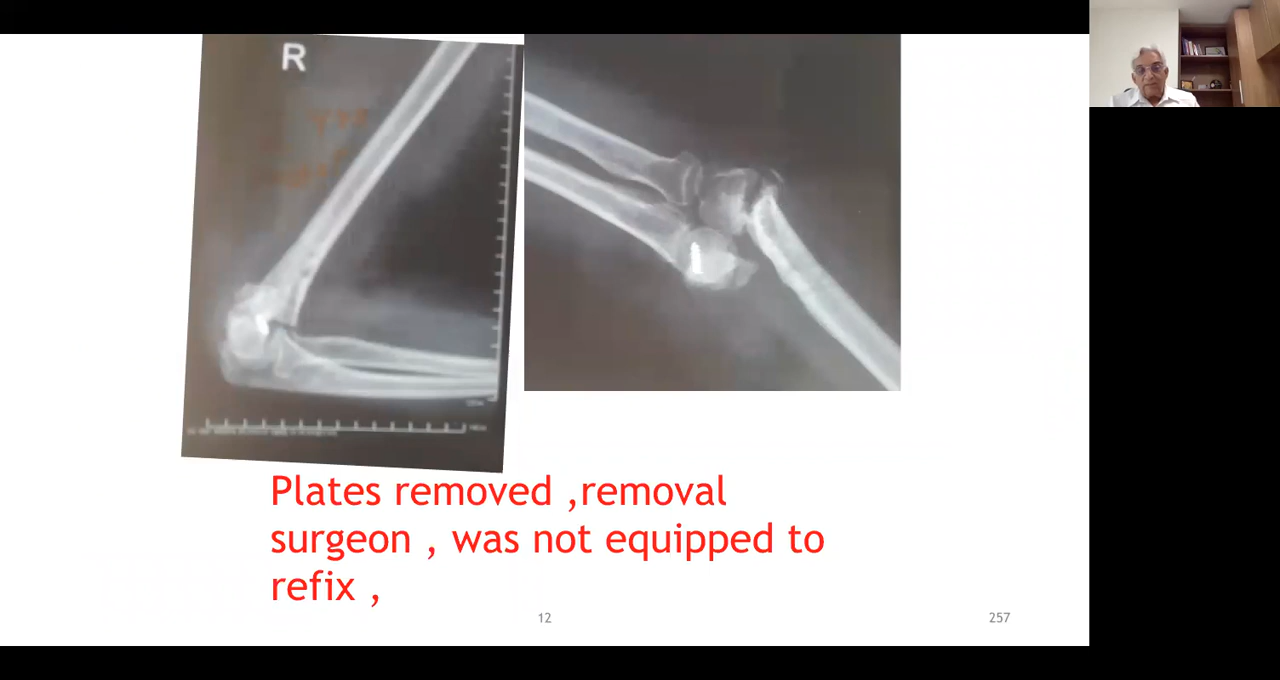 R
Plates removed ,removal
surgeon , was not equipped to
refix ,
12
257